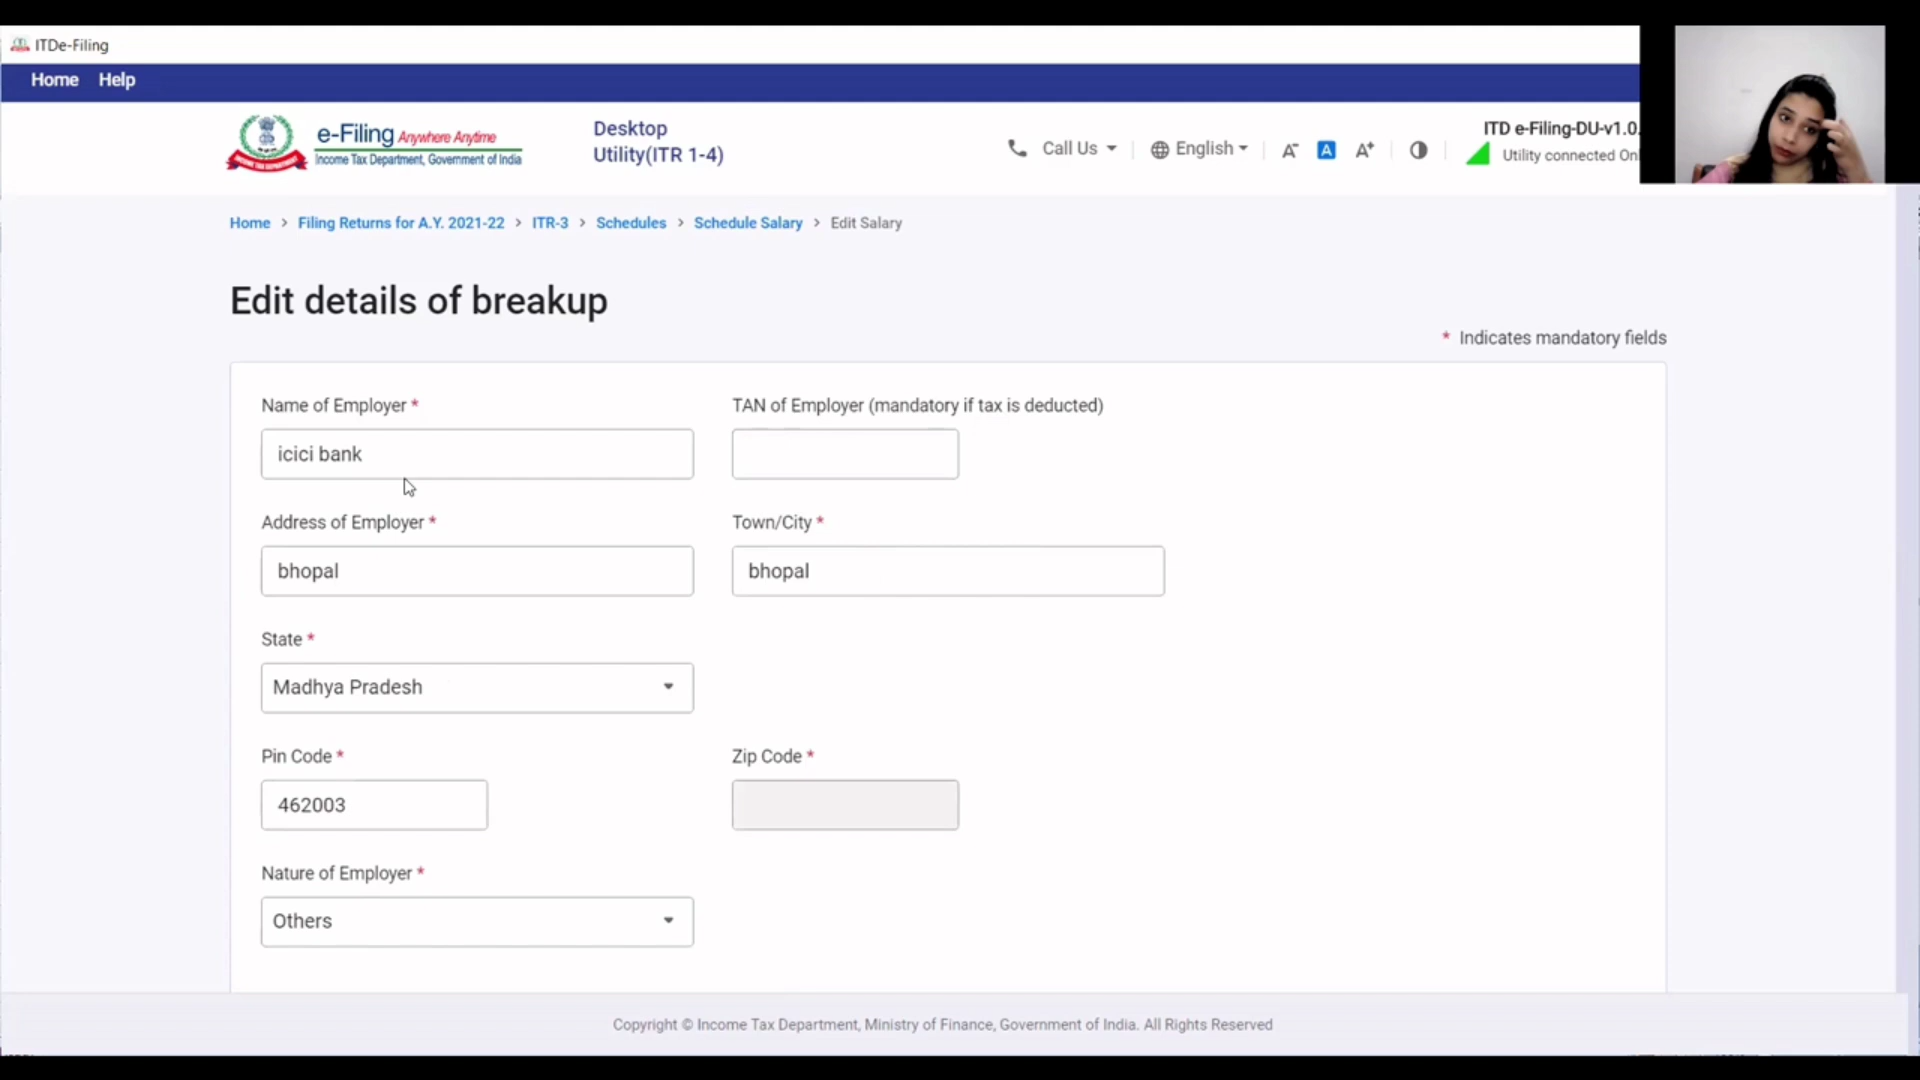 ITDe-Filing
Home Help
e-Filing Anywhere Anytime
Income Tax Department, Government of India
Desktop
Utility(ITR 1-4)
Call Us
English
A-
A
A+
ITD e-Filing-DU-v1.0.
Utility connected Onl
Home > Filing Returns for A.Y. 2021-22 > ITR-3 > Schedules > Schedule Salary > Edit Salary
Edit details of breakup
* Indicates mandatory fields
Name of Employer * TAN of Employer (mandatory if tax is deducted)
icici bank
Address of Employer * Town/City *
bhopal bhopal
State *
Madhya Pradesh
Pin Code * Zip Code *
462003
Nature of Employer *
Others
Copyright © Income Tax Department, Ministry of Finance, Government of India. All Rights Reserved